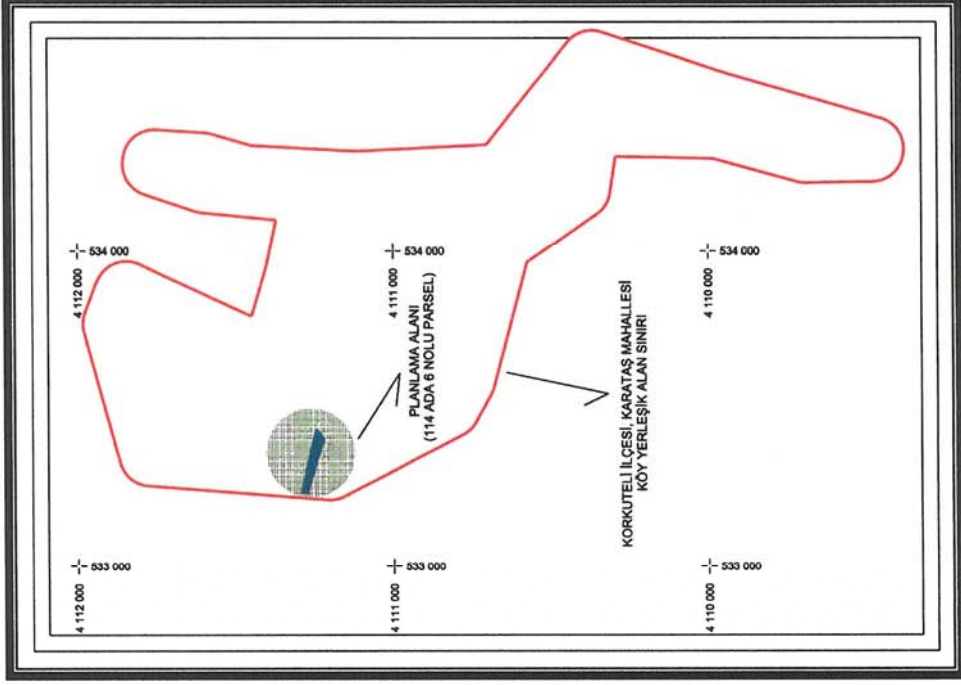 4 112 000
534 000
4 111 000
534 000
4 110 000
534 000
PLANLAMA ALANI
(114 ADA 6 NOLU PARSEL)
KORKUTELİ İLÇESİ, KARATAŞ MAHALLESİ
KÖY YERLEŞİK ALAN SINIRI
4 112 000
533 000
4 111 000
533 000
4 110 000
533 000